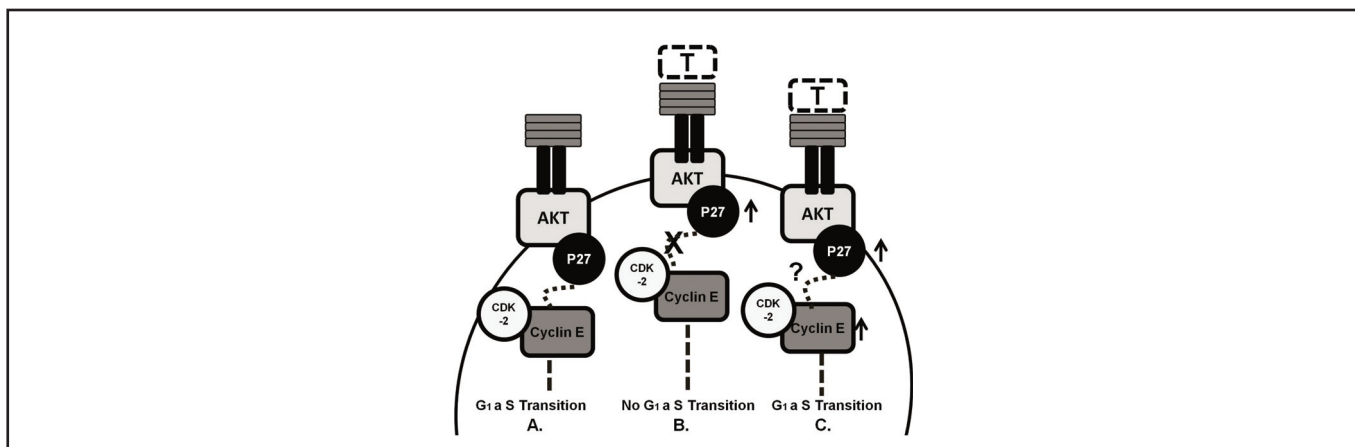 T
AKT
P27
CDK
-2
Cyclin E
G1 a S Transition
A.
T
AKT
P27
X
CDK
-2
Cyclin E
No G1 a S Transition
B.
T
AKT
P27
?
CDK
-2
Cyclin E
G1 a S Transition
C.